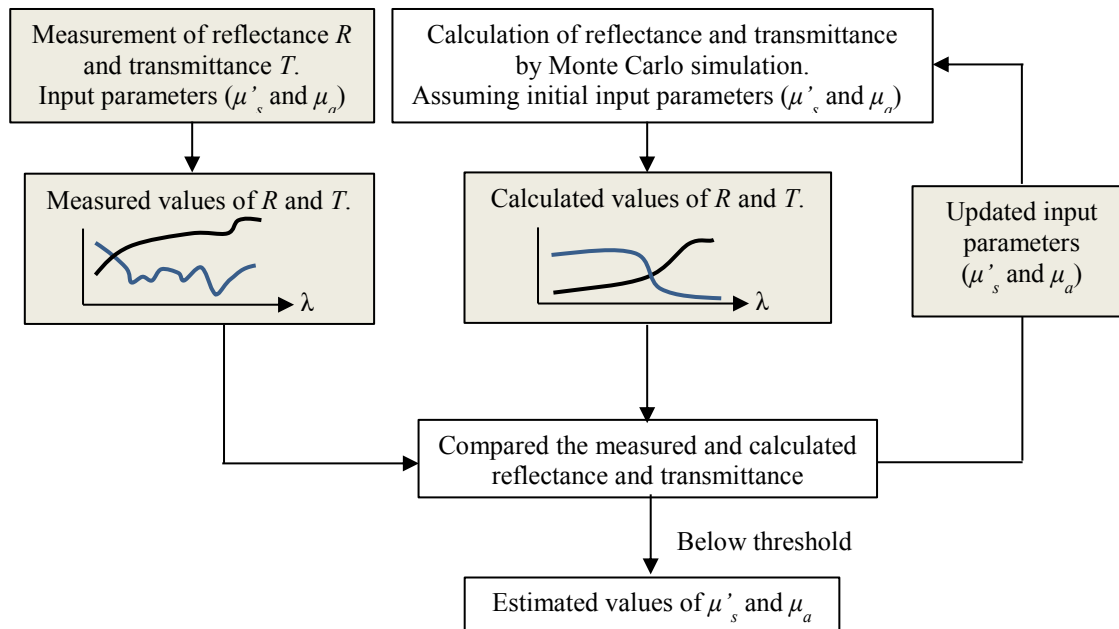 Measurement of reflectance R
and transmittance T.
Input parameters (μ’s and μa)
Calculation of reflectance and transmittance
by Monte Carlo simulation.
Assuming initial input parameters (μ’s and μa)
Measured values of R and T.
λ
Calculated values of R and T.
λ
Updated input
parameters
(μ’s and μa)
Compared the measured and calculated
reflectance and transmittance
Below threshold
Estimated values of μ’s and μa